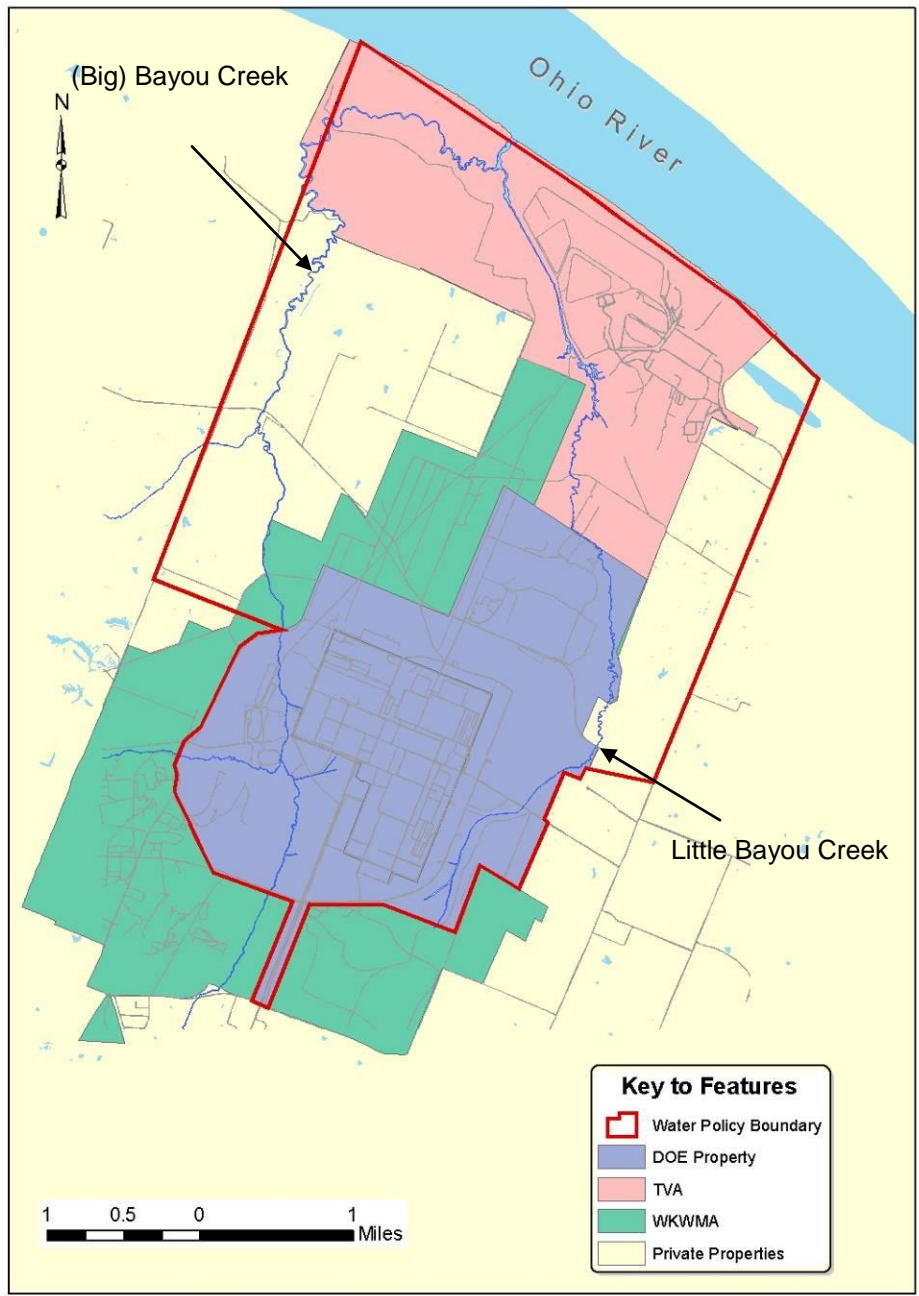 (Big) Bayou Creek
N
Ohio River
Little Bayou Creek
Key to Features
Water Policy Boundary
DOE Property
TVA
WKWMA
Private Properties
1 0.5 0 1
Miles